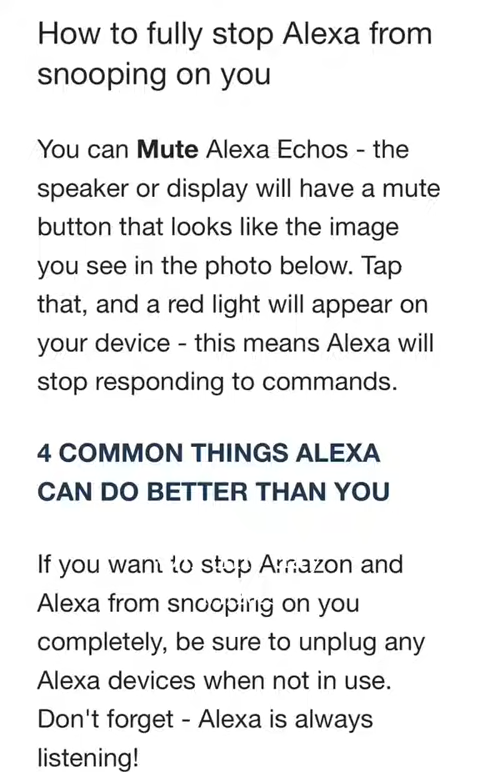 How to fully stop Alexa from
snooping on you
You can Mute Alexa Echos - the
speaker or display will have a mute
button that looks like the image
you see in the photo below. Tap
that, and a red light will appear on
your device - this means Alexa will
stop responding to commands.
4 COMMON THINGS ALEXA
CAN DO BETTER THAN YOU
If you want to stop Amazon and
Alexa from snooping on you
completely, be sure to unplug any
Alexa devices when not in use.
Don't forget - Alexa is always
listening!